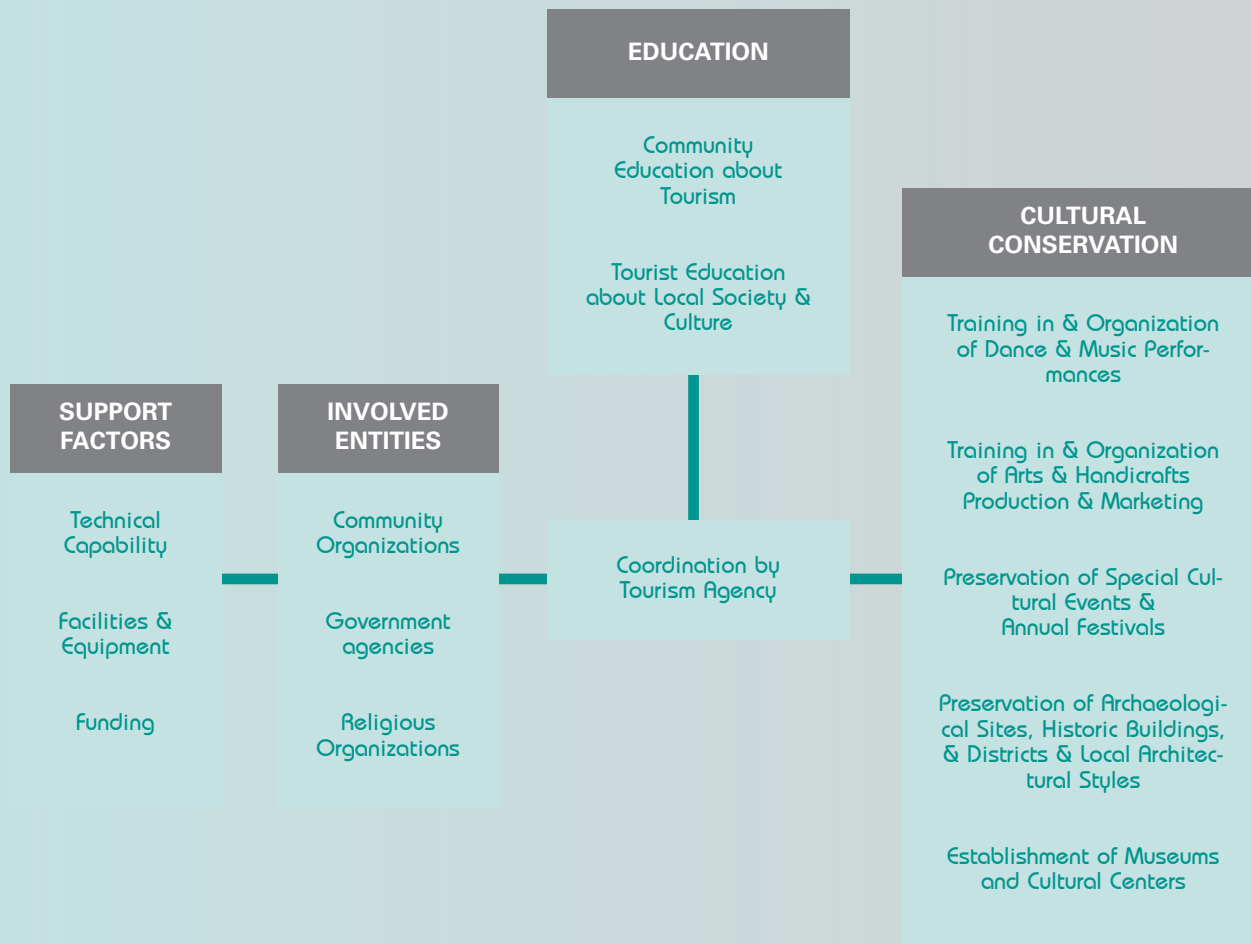 EDUCATION
Community
Education about
Tourism
Tourist Education
about Local Society &
Culture
SUPPORT
FACTORS
Technical
Capability
Facilities &
Equipment
Funding
INVOLVED
ENTITIES
Community
Organizations
Government
agencies
Religious
Organizations
Coordination by
Tourism Agency
CULTURAL
CONSERVATION
Training in & Organization
of Dance & Music Perfor-
mances
Training in & Organization
of Arts & Handicrafts
Production & Marketing
Preservation of Special Cul-
tural Events &
Annual Festivals
Preservation of Archaeologi-
cal Sites, Historic Buildings,
& Districts & Local Architec-
tural Styles
Establishment of Museums
and Cultural Centers